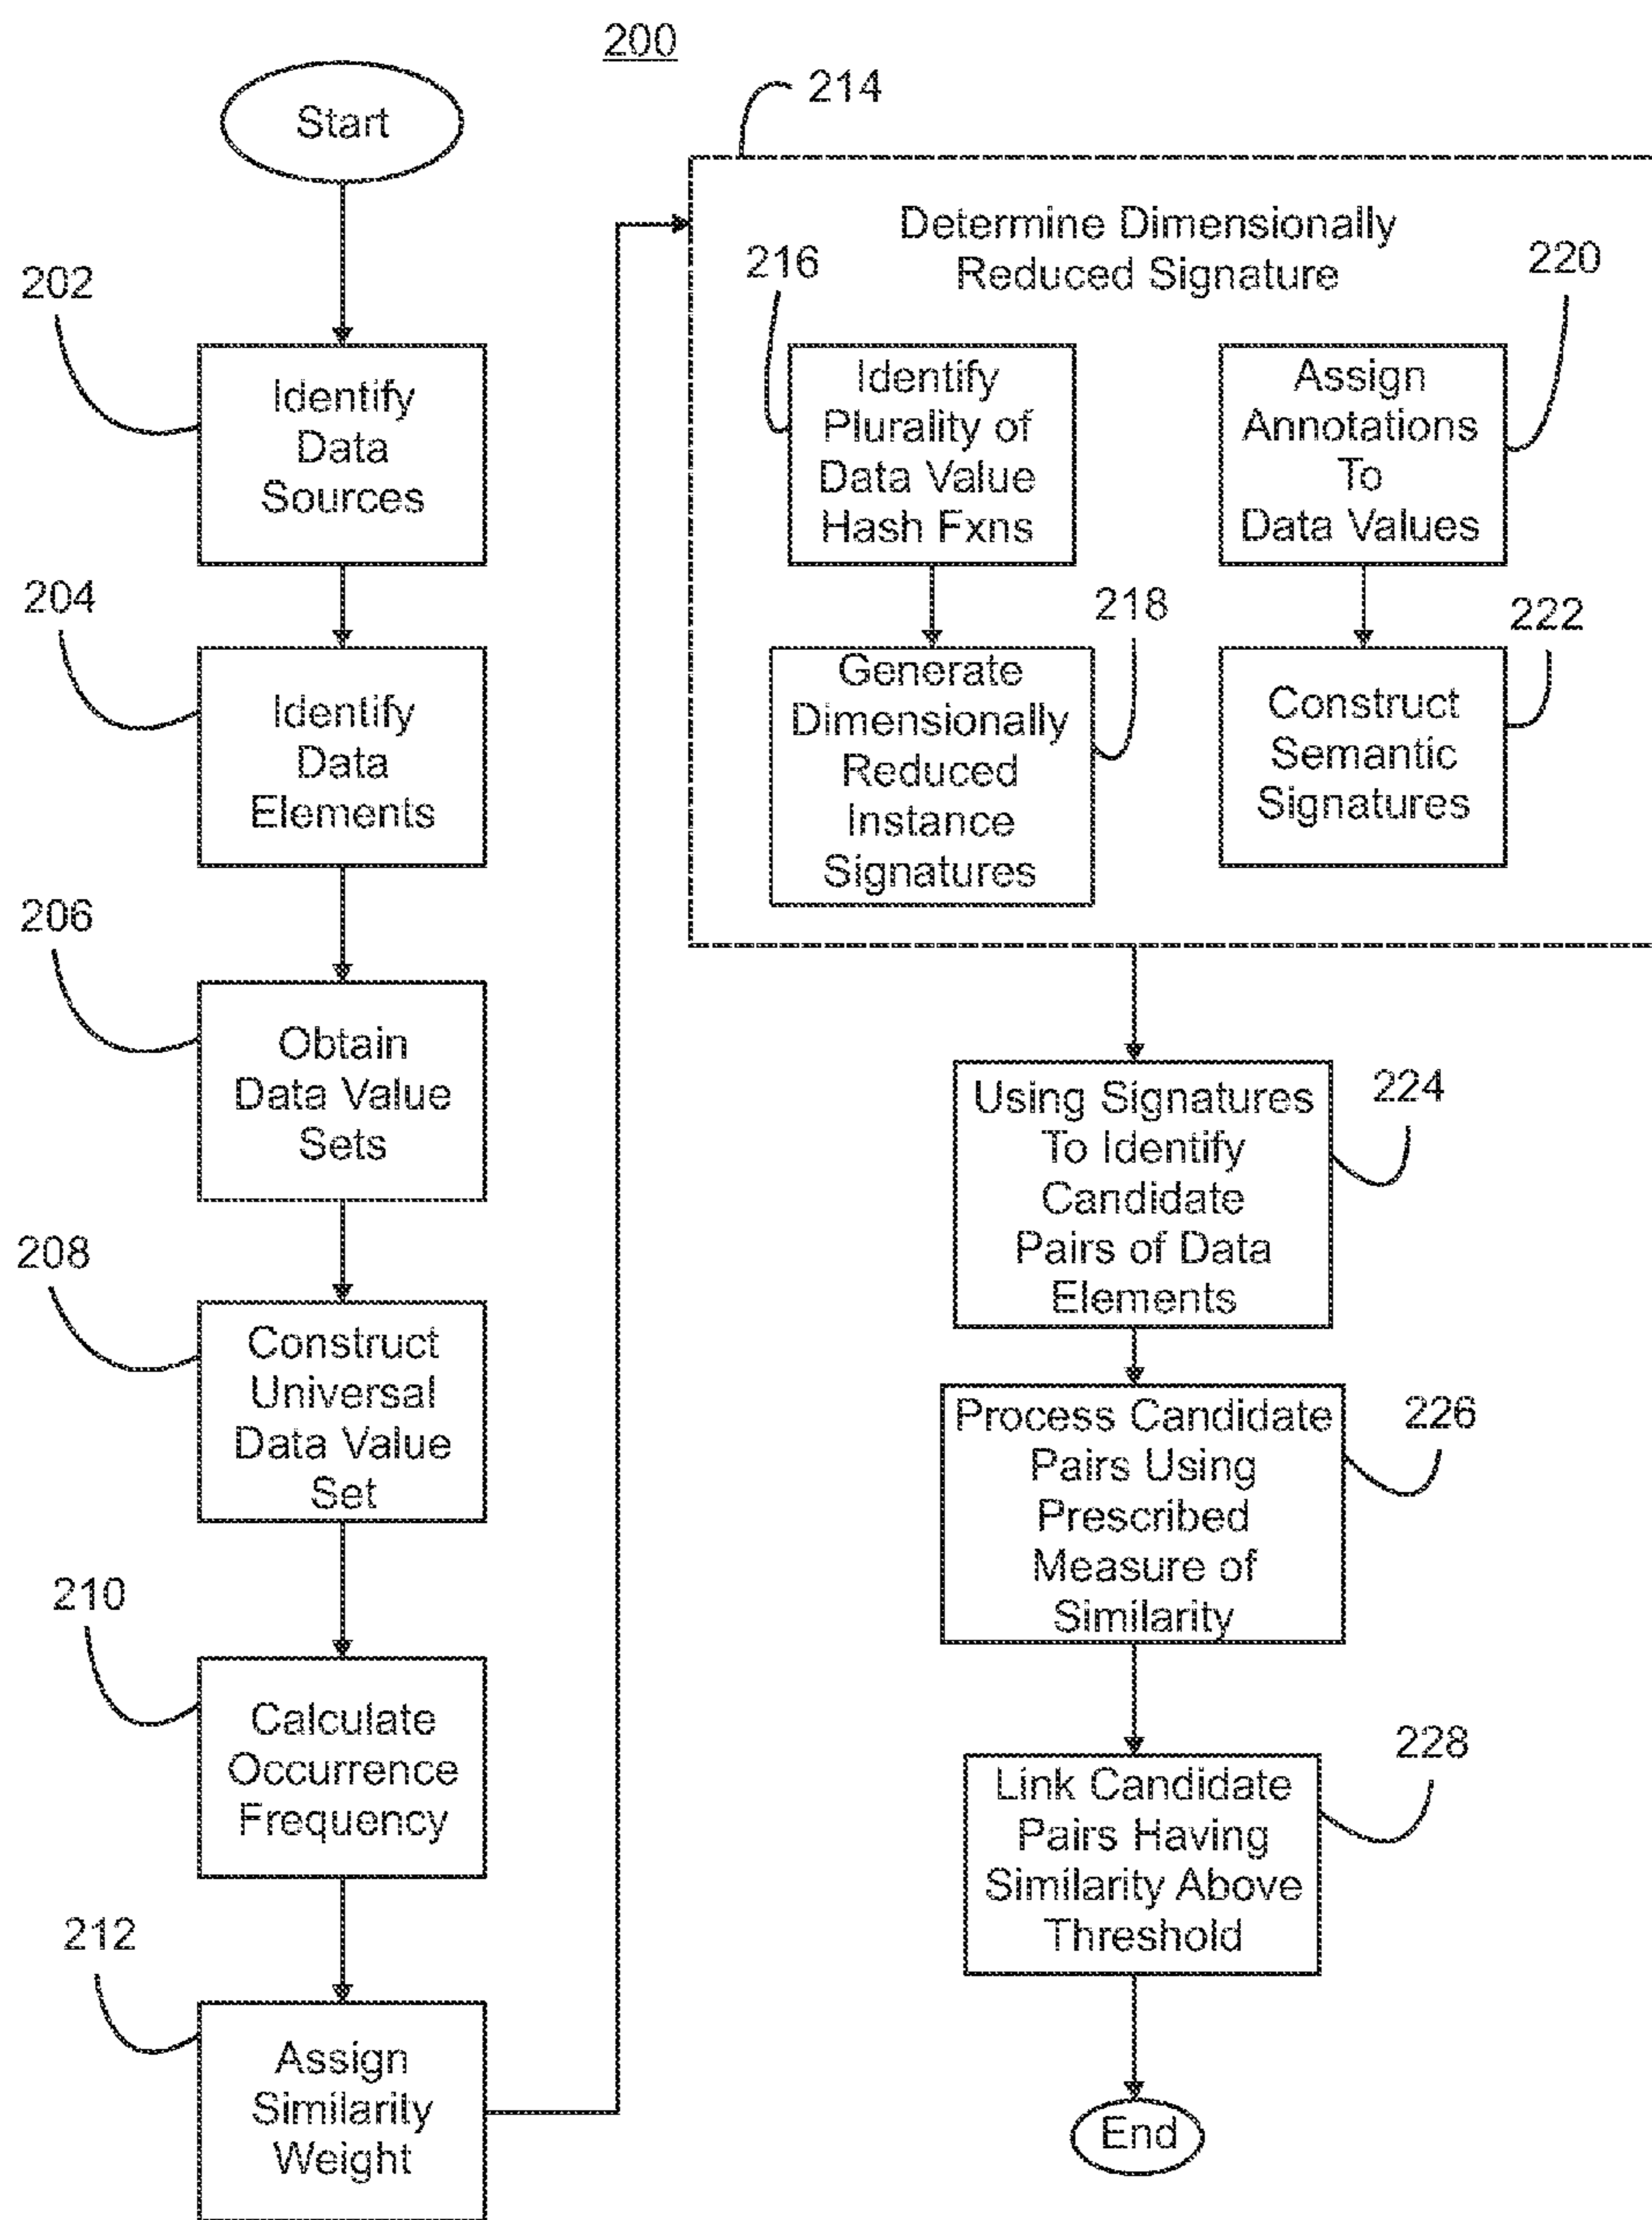 200
Start
202
Identify
Data
Sources
204
Identify
Data
Elements
206
Obtain
Data Value
Sets
208
Construct
Universal
Data Value
Set
210
Calculate
Occurrence
Frequency
212
Assign
Similarity
Weight
214
Determine Dimensionally
Reduced Signature
216
Identify
Plurality of
Data Value
Hash Fxns
218
Generate
Dimensionally
Reduced
Instance
Signatures
220
Assign
Annotations
To
Data Values
222
Construct
Semantic
Signatures
224
Using Signatures
To Identify
Candidate
Pairs of Data
Elements
226
Process Candidate
Pairs Using
Prescribed
Measure of
Similarity
228
Link Candidate
Pairs Having
Similarity Above
Threshold
End